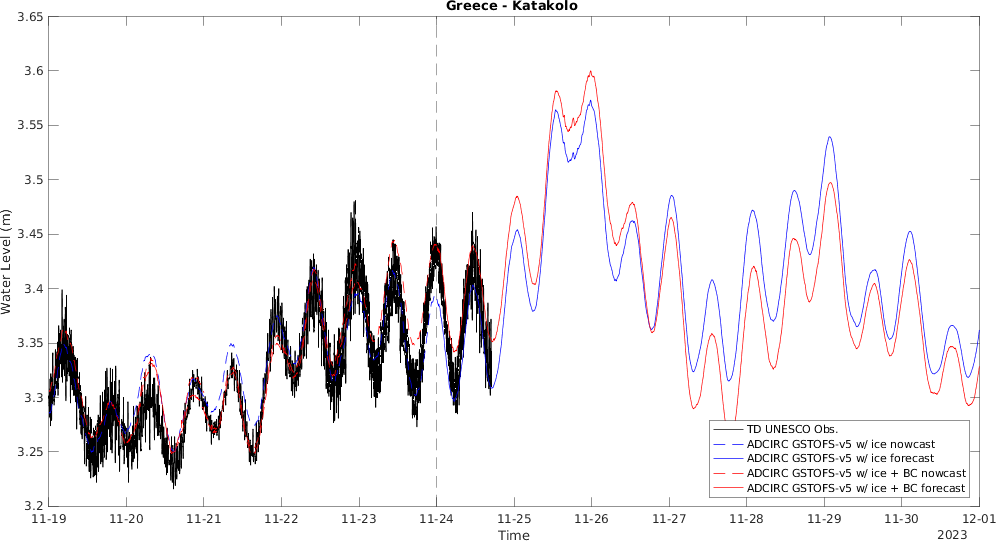 Greece - Katakolo
Water Level (m)
3.65
3.6
3.55
3.5
3.45
3.4
3.35
3.3
3.25
3.2
TD UNESCO Obs.
ADCIRC GSTOFS-v5 w/ ice nowcast
ADCIRC GSTOFS-v5 w/ ice forecast
ADCIRC GSTOFS-v5 w/ ice + BC nowcast
ADCIRC GSTOFS-v5 w/ ice + BC forecast
11-19 11-20 11-21 11-22 11-23 11-24 11-25 11-26 11-27 11-28 11-29 11-30 12-01
Time
2023